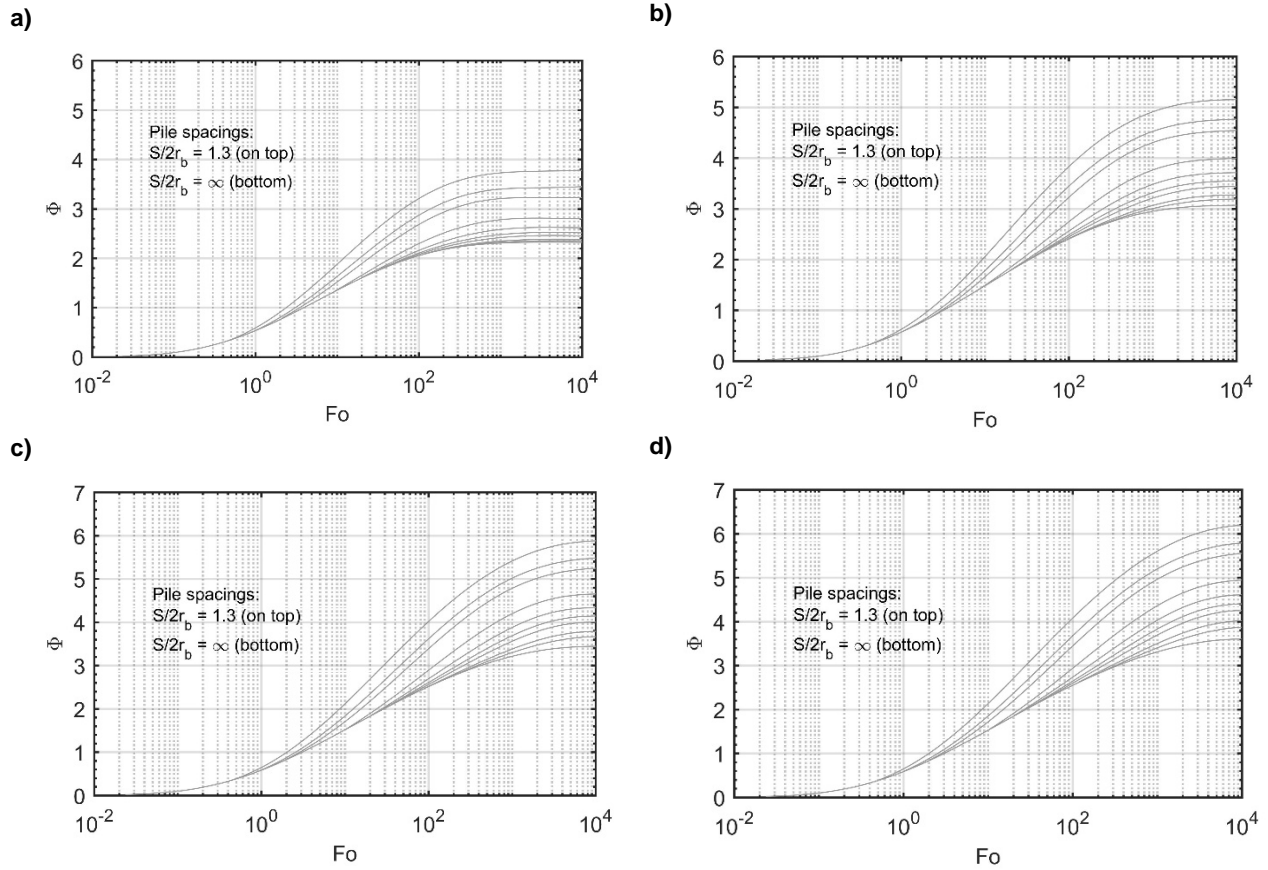 a)
6
5
4
3
2
1
0
Φ
Pile spacings:
S/2r_b = 1.3 (on top)
S/2r_b = ∞ (bottom)
10^-2 10^0 10^2 10^4
Fo
b)
6
5
4
3
2
1
0
Φ
Pile spacings:
S/2r_b = 1.3 (on top)
S/2r_b = ∞ (bottom)
10^-2 10^0 10^2 10^4
Fo
c)
7
6
5
4
3
2
1
0
Φ
Pile spacings:
S/2r_b = 1.3 (on top)
S/2r_b = ∞ (bottom)
10^-2 10^0 10^2 10^4
Fo
d)
7
6
5
4
3
2
1
0
Φ
Pile spacings:
S/2r_b = 1.3 (on top)
S/2r_b = ∞ (bottom)
10^-2 10^0 10^2 10^4
Fo